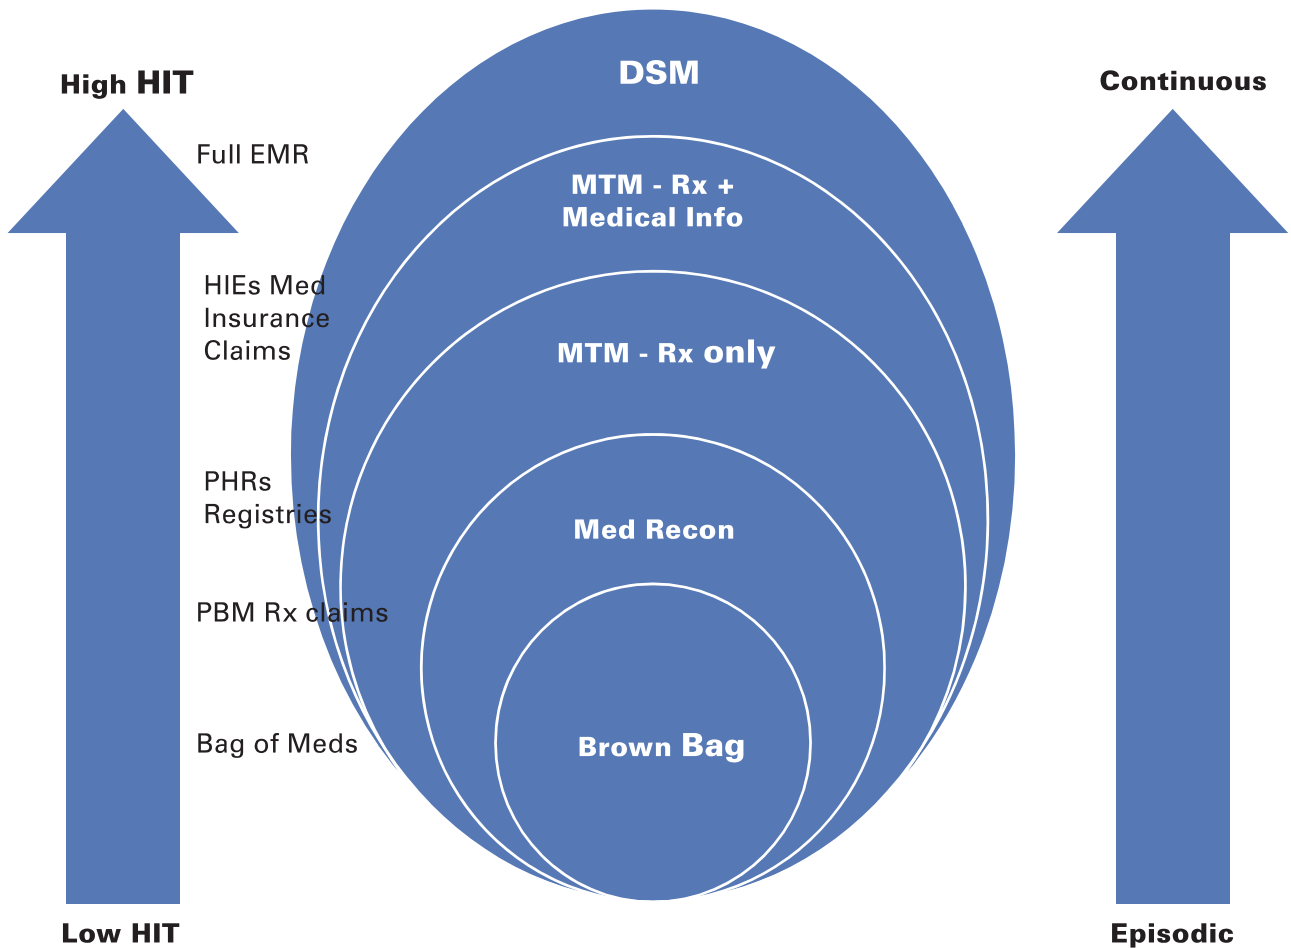 High HIT
Full EMR
HIEs Med
Insurance
Claims
PHRs
Registries
PBM Rx claims
Bag of Meds
Low HIT
DSM
MTM - Rx +
Medical Info
MTM - Rx only
Med Recon
Brown Bag
Continuous
Episodic